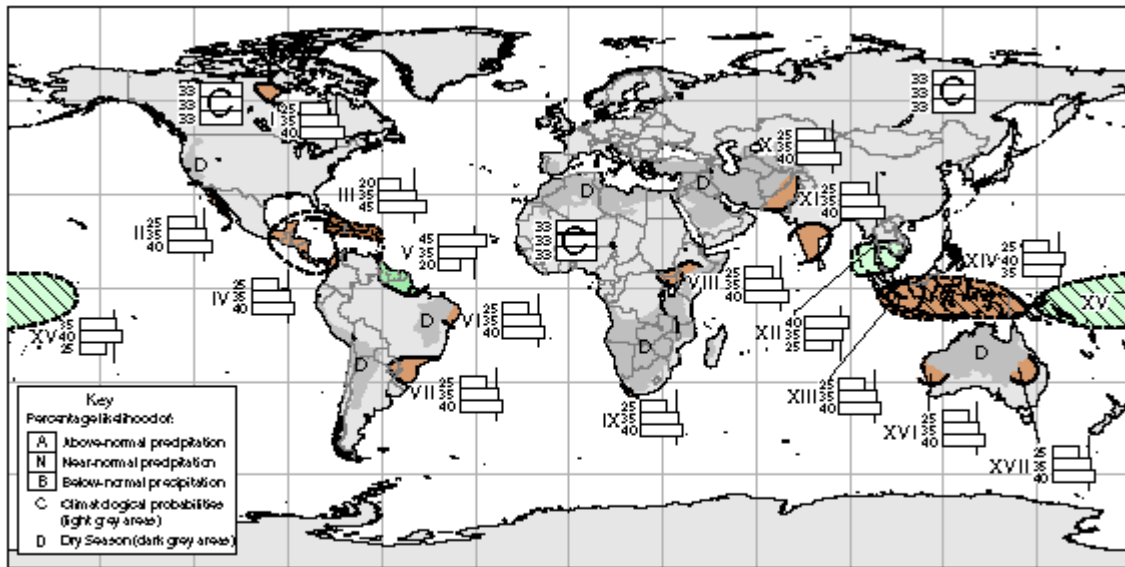 33
33
33
C
I
25
35
40
33
33
33
C
D
III
20
35
45
D
D
X
25
35
40
II
25
35
40
V
45
35
20
33
33
33
C
XI
25
35
40
XIV
25
40
35
IV
25
35
40
VI
25
35
40
VIII
25
35
40
XV
XV
35
40
25
D
D
D
XII
40
35
25
D
VII
25
35
40
IX
25
35
40
XIII
25
35
40
XVI
25
35
40
XVII
25
35
40
Key
Percentage likelihood of:
A Above-normal precipitation
N Near-normal precipitation
B Below-normal precipitation
C Climatological probabilities
(light grey areas)
D Dry Season (dark grey areas)